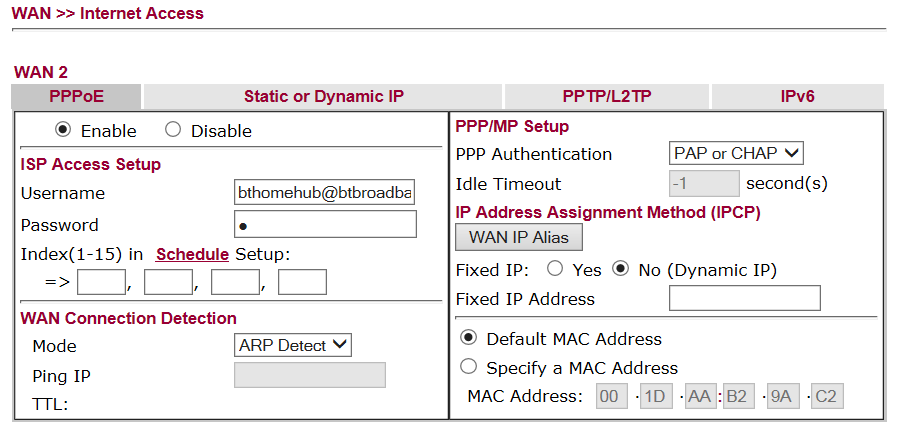 WAN >> Internet Access
WAN 2
PPPoE
Static or Dynamic IP
PPTP/L2TP
IPv6
Enable
Disable
ISP Access Setup
Username
bthomehub@btbroadba
Password
●
Index(1-15) in Schedule Setup:
=> , , ,
WAN Connection Detection
Mode
ARP Detect
Ping IP
TTL:
PPP/MP Setup
PPP Authentication
PAP or CHAP
Idle Timeout
-1
second(s)
IP Address Assignment Method (IPCP)
WAN IP Alias
Fixed IP: Yes No (Dynamic IP)
Fixed IP Address
Default MAC Address
Specify a MAC Address
MAC Address: 00 ·1D ·AA :B2 ·9A ·C2